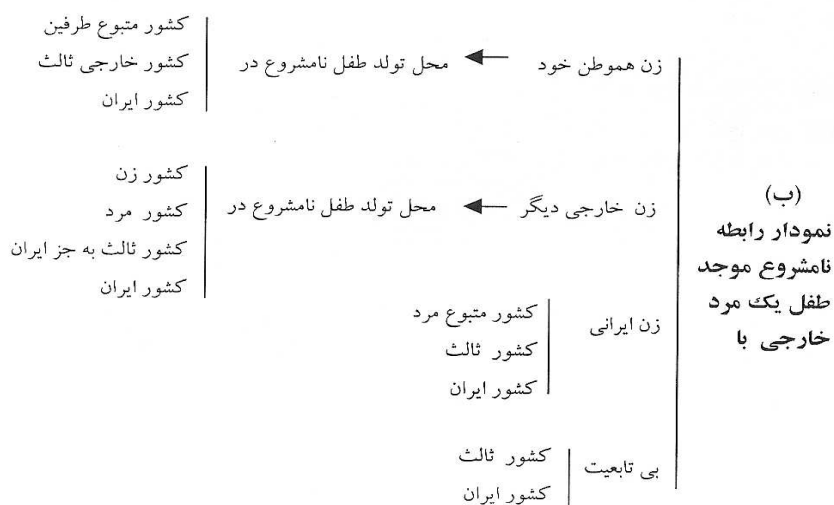 (ب)
نمودار رابطه
نامشروع موجد
طفل یک مرد
خارجی با
زن هموطن خود
محل تولد طفل نامشروع در
کشور متبوع طرفین
کشور خارجی ثالث
کشور ایران
زن خارجی دیگر
محل تولد طفل نامشروع در
کشور زن
کشور مرد
کشور ثالث به جز ایران
کشور ایران
زن ایرانی
کشور متبوع مرد
کشور ثالث
کشور ایران
بی تابعیت
کشور ثالث
کشور ایران